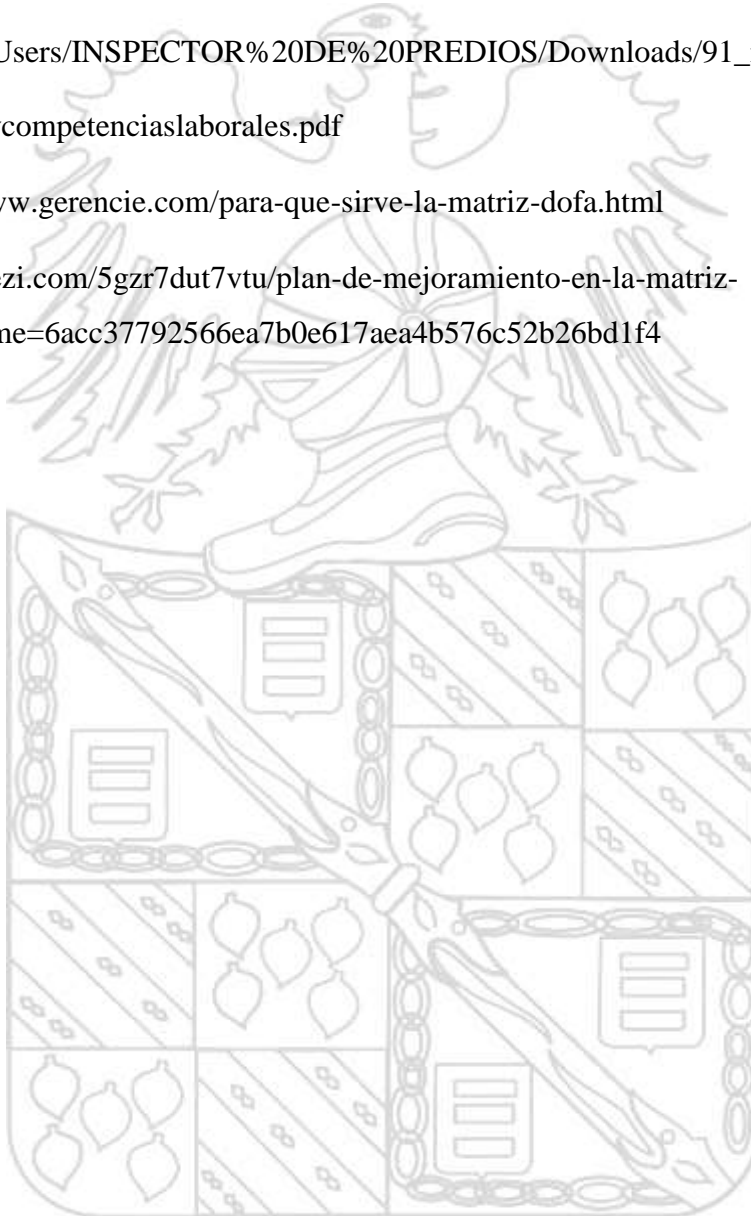 Users/INSPECTOR%20DE%20PREDIOS/Downloads/91_
competenciaslaborales.pdf
ww.gerencie.com/para-que-sirve-la-matriz-dofa.html
ezi.com/5gzr7dut7vtu/plan-de-mejoramiento-en-la-matriz-
me=6acc37792566ea7b0e617aea4b576c52b26bd1f4